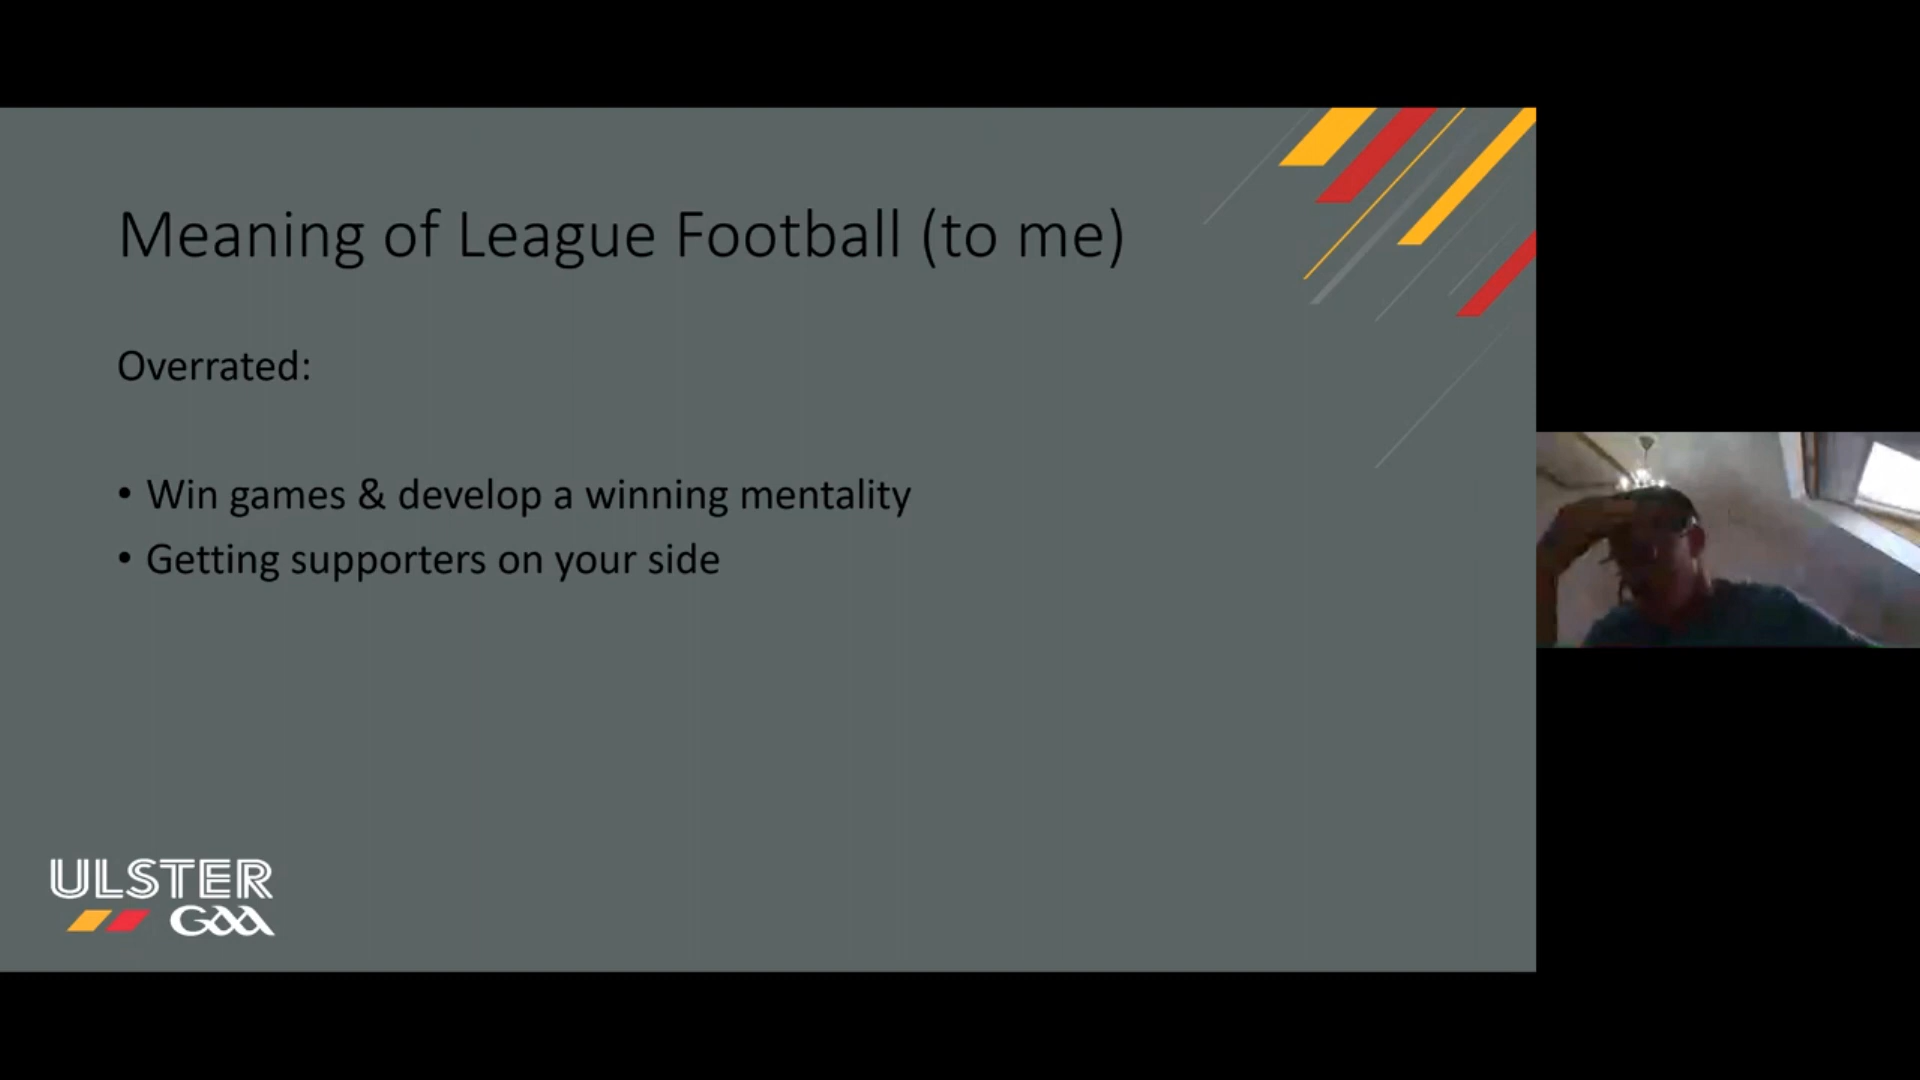 Meaning of League Football (to me)
Overrated:
• Win games & develop a winning mentality
• Getting supporters on your side
ULSTER
GAA